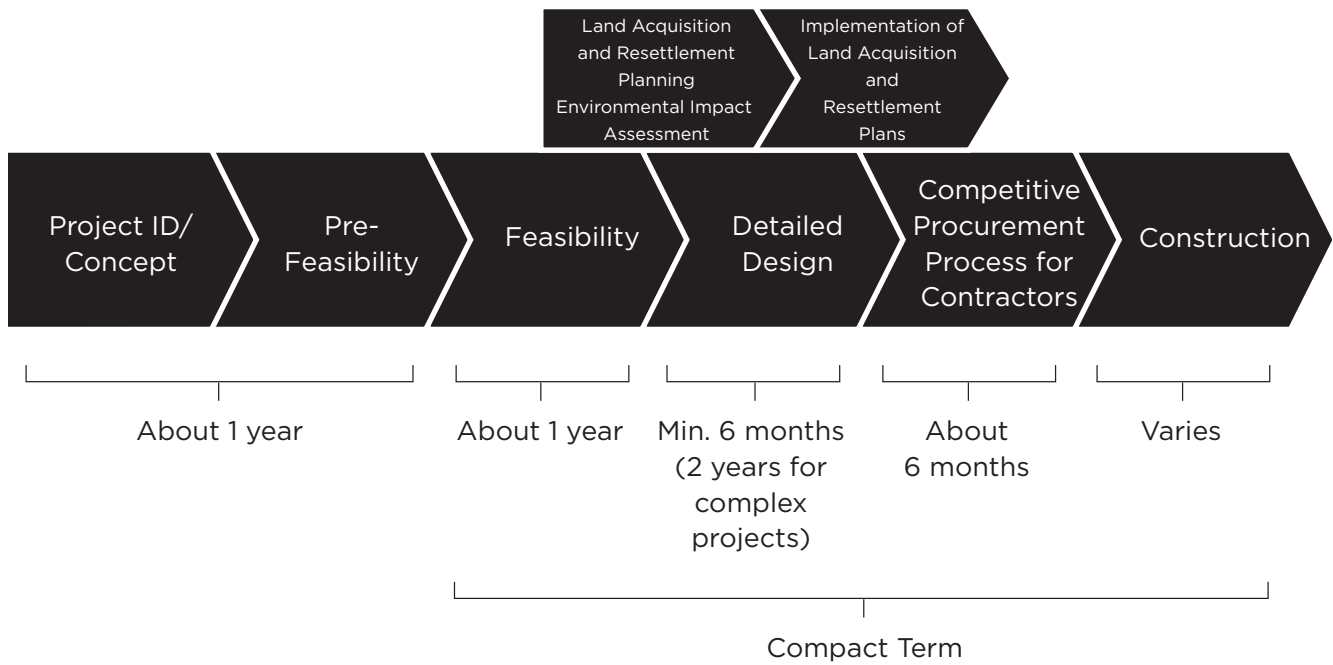 Land Acquisition
and Resettlement
Planning
Environmental Impact
Assessment
Implementation of
Land Acquisition
and
Resettlement
Plans
Project ID/
Concept
Pre-
Feasibility
Feasibility
Detailed
Design
Competitive
Procurement
Process for
Contractors
Construction
About 1 year
About 1 year
Min. 6 months
(2 years for
complex
projects)
About
6 months
Varies
Compact Term